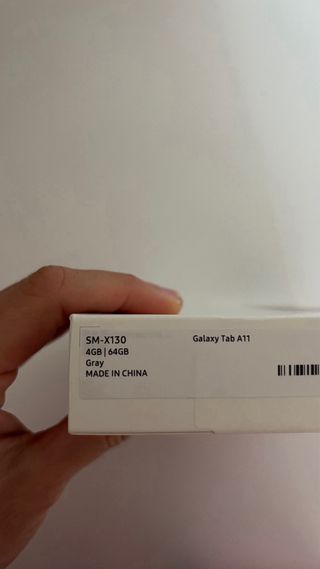 SM-X130
Galaxy Tab A11
4GB | 64GB
Gray
MADE IN CHINA